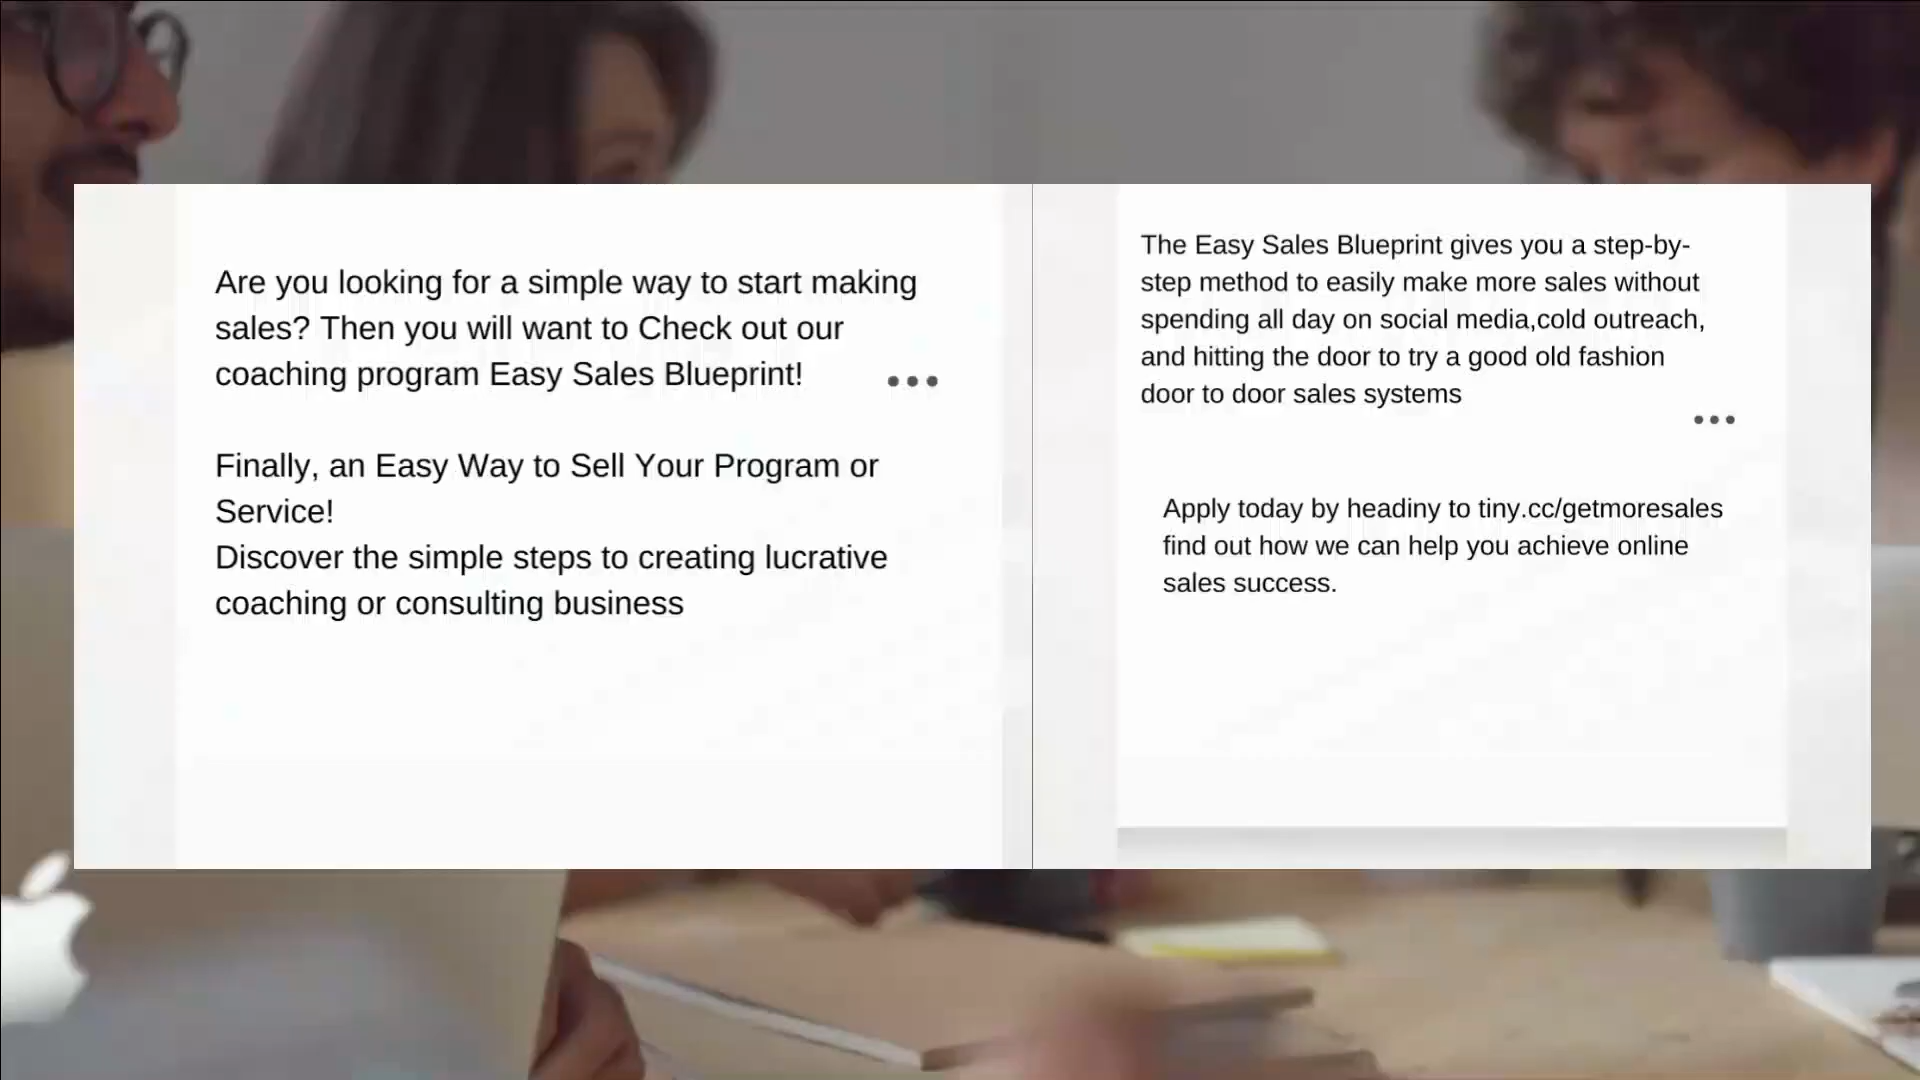 Are you looking for a simple way to start making
sales? Then you will want to Check out our
coaching program Easy Sales Blueprint!
Finally, an Easy Way to Sell Your Program or
Service!
Discover the simple steps to creating lucrative
coaching or consulting business
The Easy Sales Blueprint gives you a step-by-
step method to easily make more sales without
spending all day on social media,cold outreach,
and hitting the door to try a good old fashion
door to door sales systems
Apply today by headiny to tiny.cc/getmoresales
find out how we can help you achieve online
sales success.